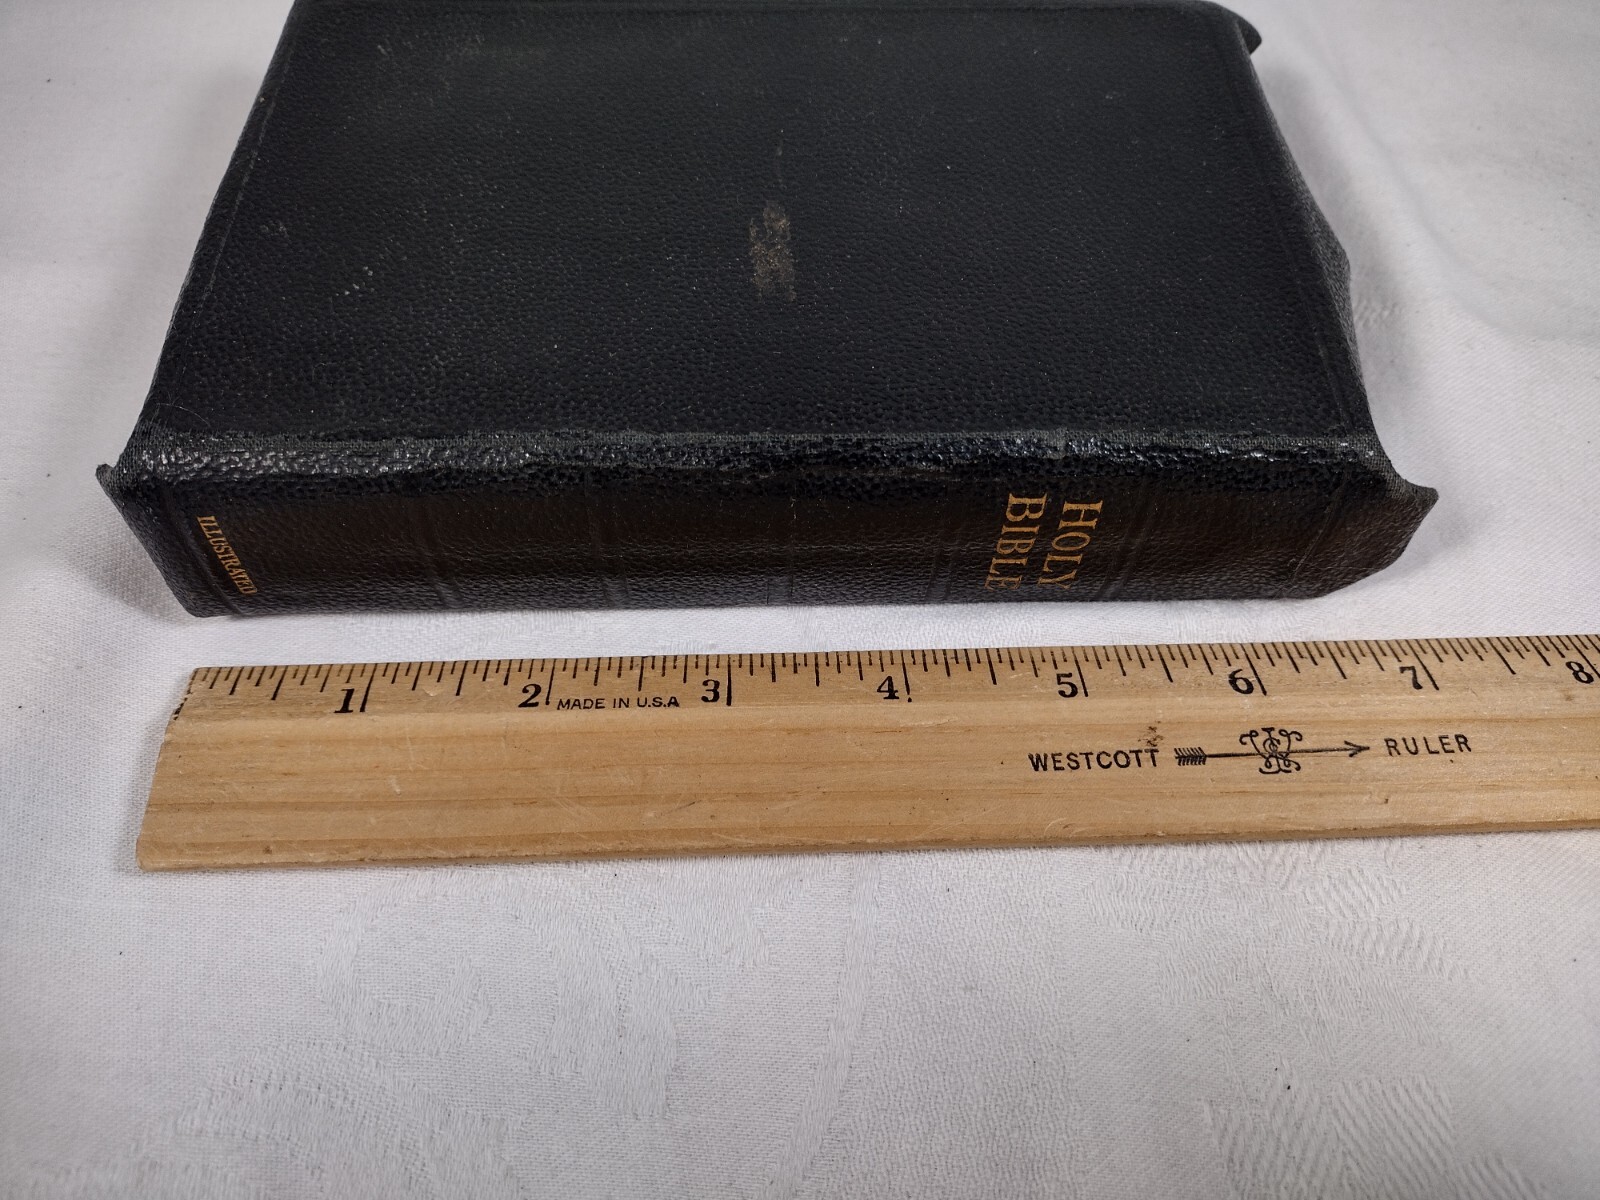 HOLY
BIBLE
ILLUSTRATED
1 2 3 4 5 6 7 8
MADE IN U.S.A
WESTCOTT RULER